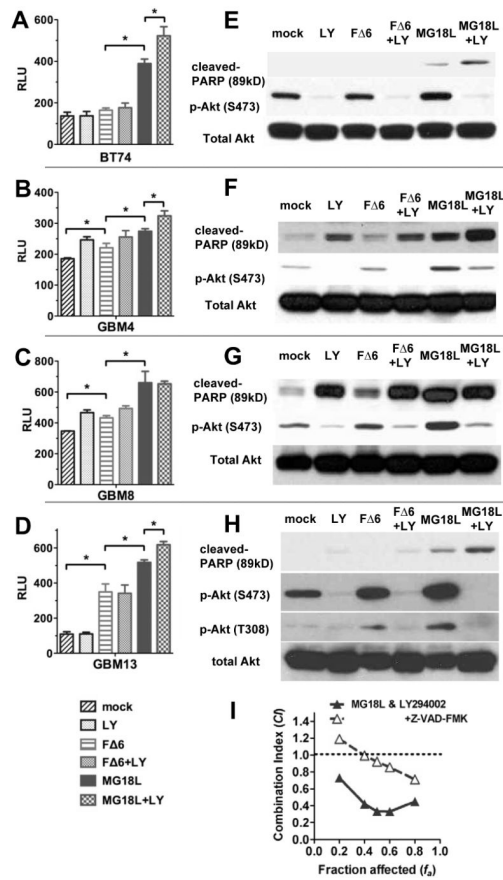 A
RLU
600
400
200
0
*
*
BT74
E
mock LY FΔ6 FΔ6+LY MG18L MG18L+LY
cleaved-PARP (89kD)
p-Akt (S473)
Total Akt
B
RLU
400
300
200
100
0
*
*
*
GBM4
F
mock LY FΔ6 FΔ6+LY MG18L MG18L+LY
cleaved-PARP (89kD)
p-Akt (S473)
Total Akt
C
RLU
800
600
400
200
0
*
*
GBM8
G
mock LY FΔ6 FΔ6+LY MG18L MG18L+LY
cleaved-PARP (89kD)
p-Akt (S473)
Total Akt
D
RLU
600
400
200
0
*
*
*
GBM13
H
mock LY FΔ6 FΔ6+LY MG18L MG18L+LY
cleaved-PARP (89kD)
p-Akt (S473)
p-Akt (T308)
total Akt
mock
LY
FΔ6
FΔ6+LY
MG18L
MG18L+LY
I
MG18L & LY294002
+Z-VAD-FMK
Combination Index (CI)
1.4
1.2
1.0
0.8
0.6
0.4
0.2
0.0
0.0 0.2 0.4 0.6 0.8 1.0
Fraction affected (fa)